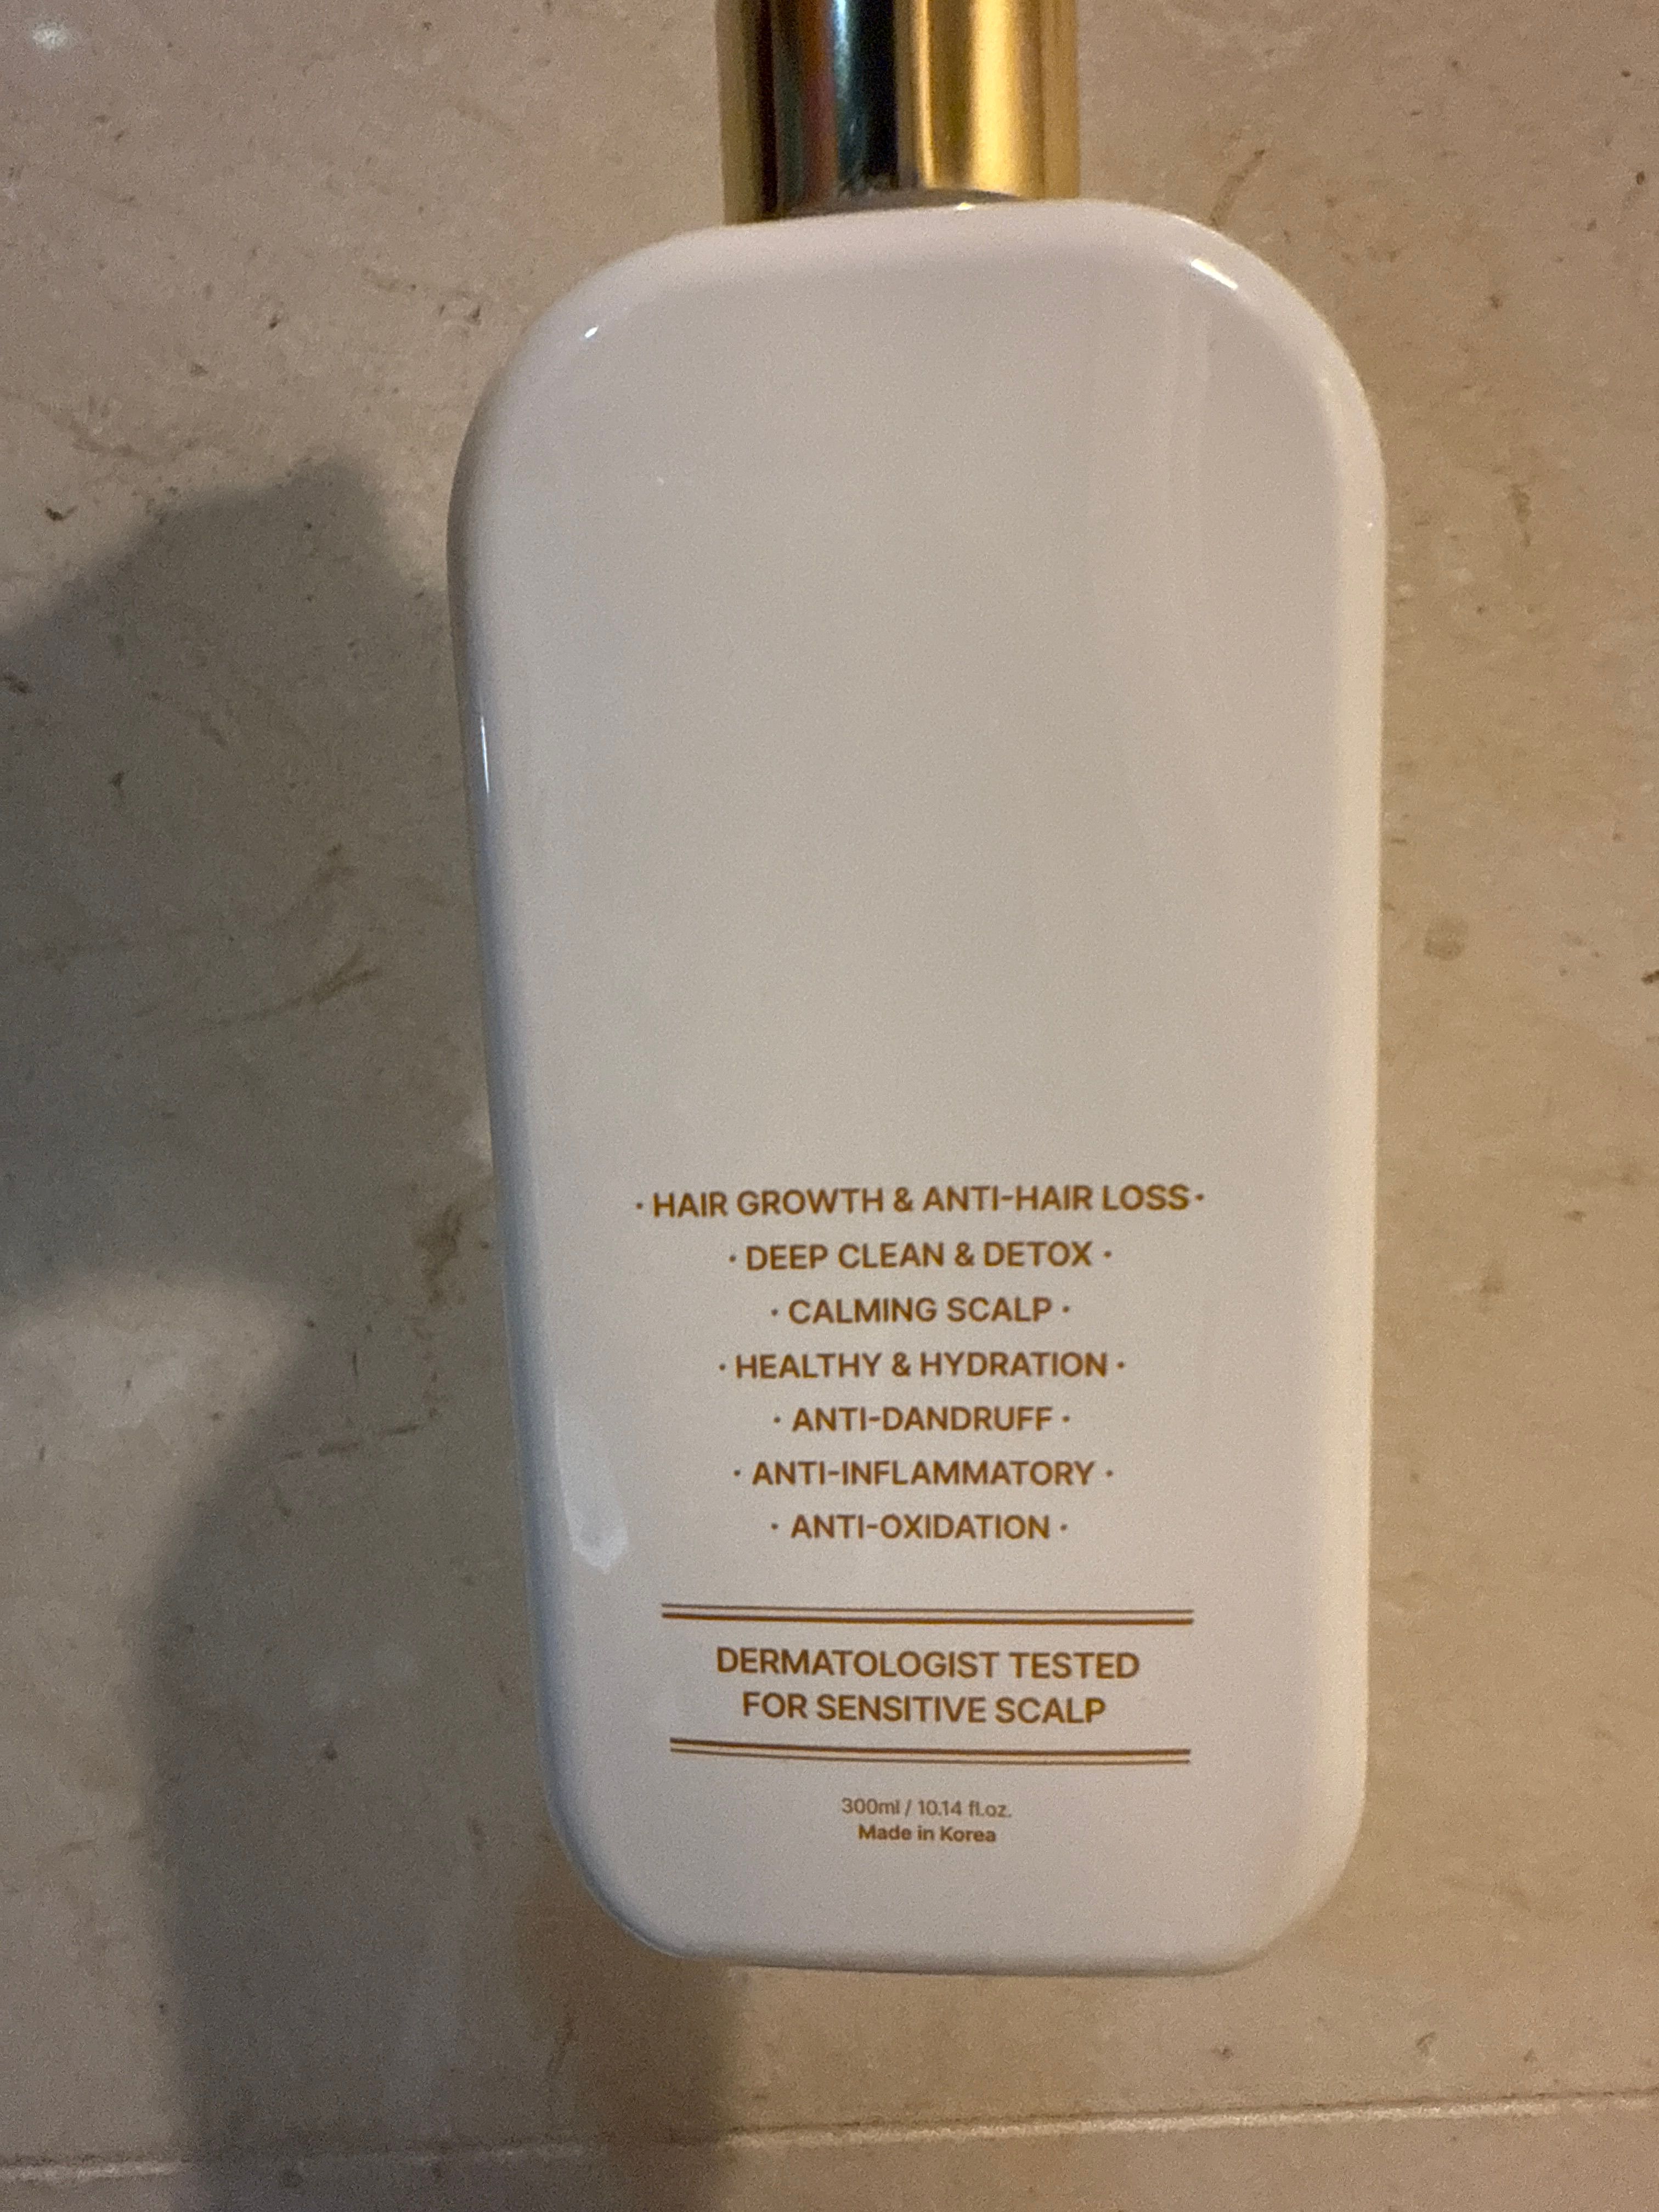 · HAIR GROWTH & ANTI-HAIR LOSS ·
· DEEP CLEAN & DETOX ·
· CALMING SCALP ·
· HEALTHY & HYDRATION ·
· ANTI-DANDRUFF ·
· ANTI-INFLAMMATORY ·
· ANTI-OXIDATION ·
DERMATOLOGIST TESTED
FOR SENSITIVE SCALP
300ml / 10.14 fl.oz.
Made in Korea